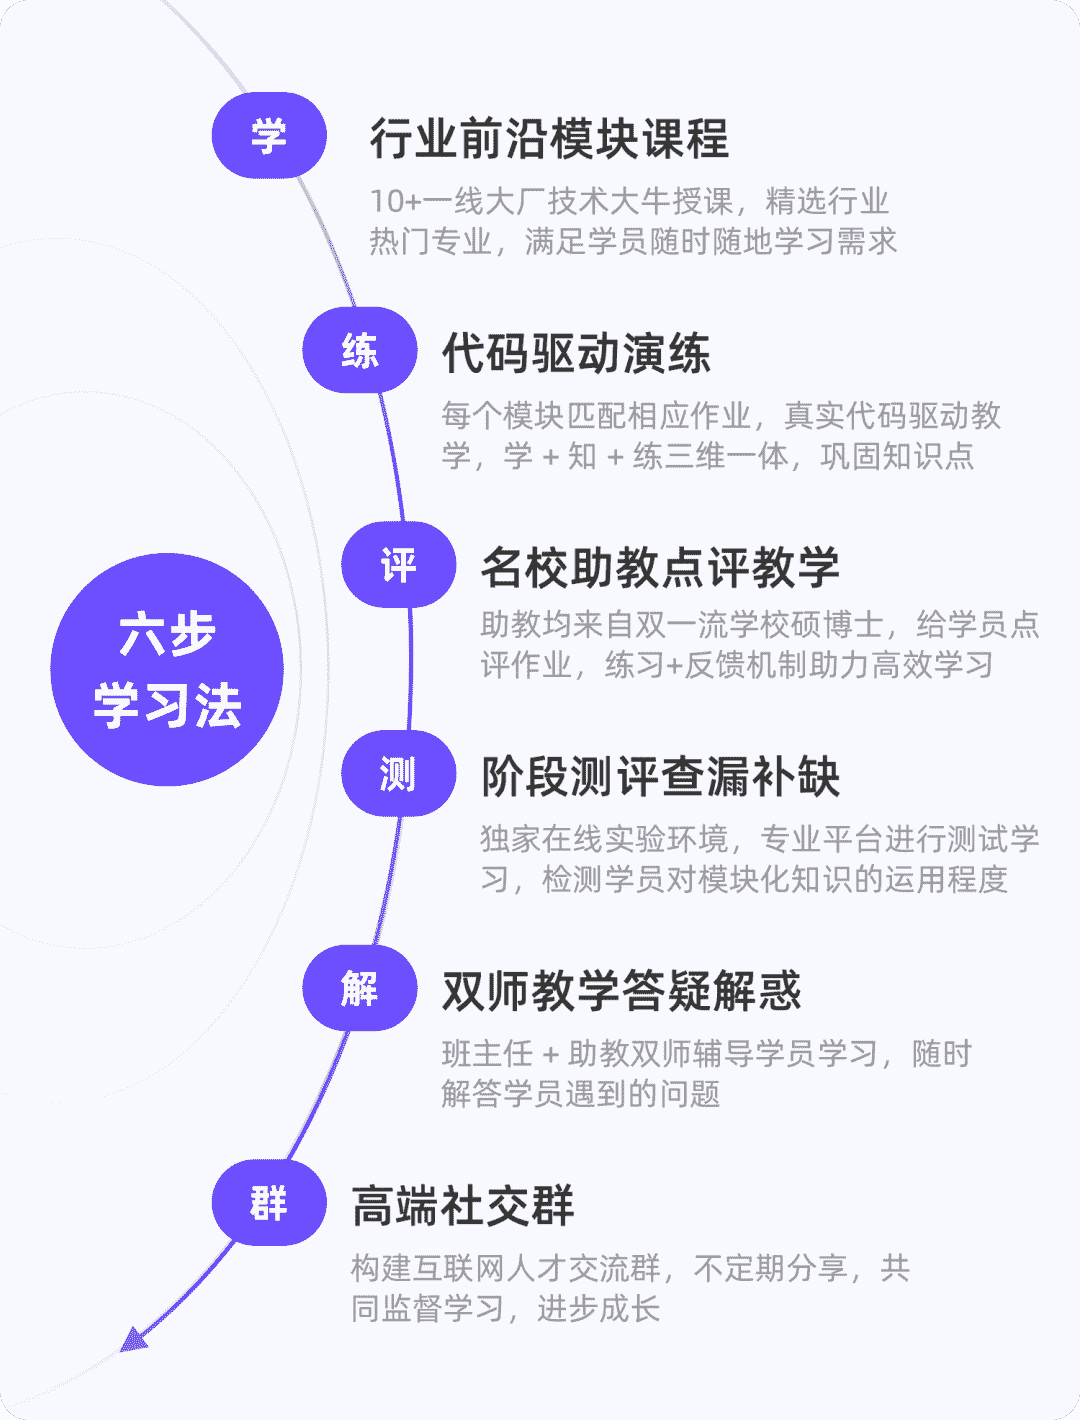 学
行业前沿模块课程
10+一线大厂技术大牛授课，精选行业
热门专业，满足学员随时随地学习需求
练
代码驱动演练
每个模块匹配相应作业，真实代码驱动教
学，学 + 知 + 练三维一体，巩固知识点
评
名校助教点评教学
助教均来自双一流学校硕博士，给学员点
评作业，练习+反馈机制助力高效学习
六步
学习法
测
阶段测评查漏补缺
独家在线实验环境，专业平台进行测试学
习，检测学员对模块化知识的运用程度
解
双师教学答疑解惑
班主任 + 助教双师辅导学员学习，随时
解答学员遇到的问题
群
高端社交群
构建互联网人才交流群，不定期分享，共
同监督学习，进步成长